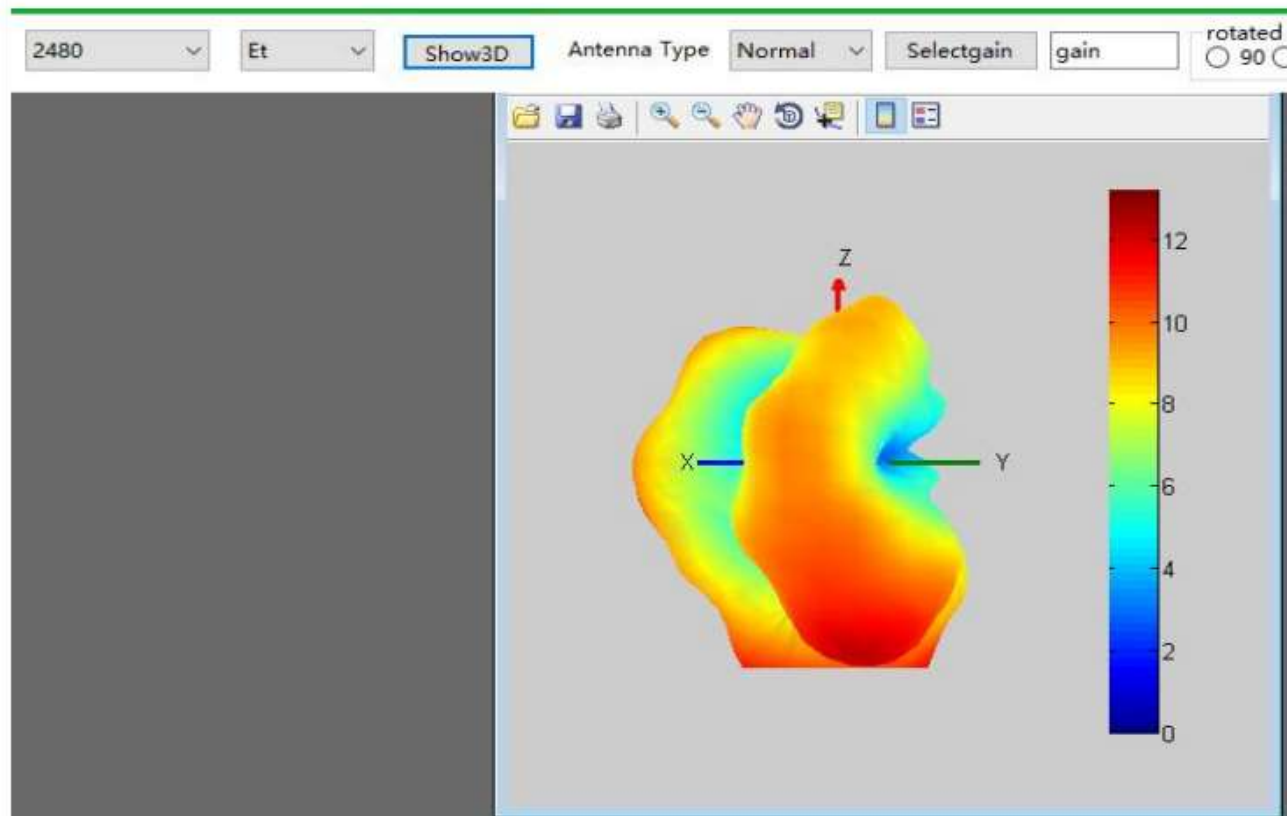 2480
Et
Show3D
Antenna Type
Normal
Selectgain
gain
rotated
90
Z
X
Y
12
10
8
6
4
2
0